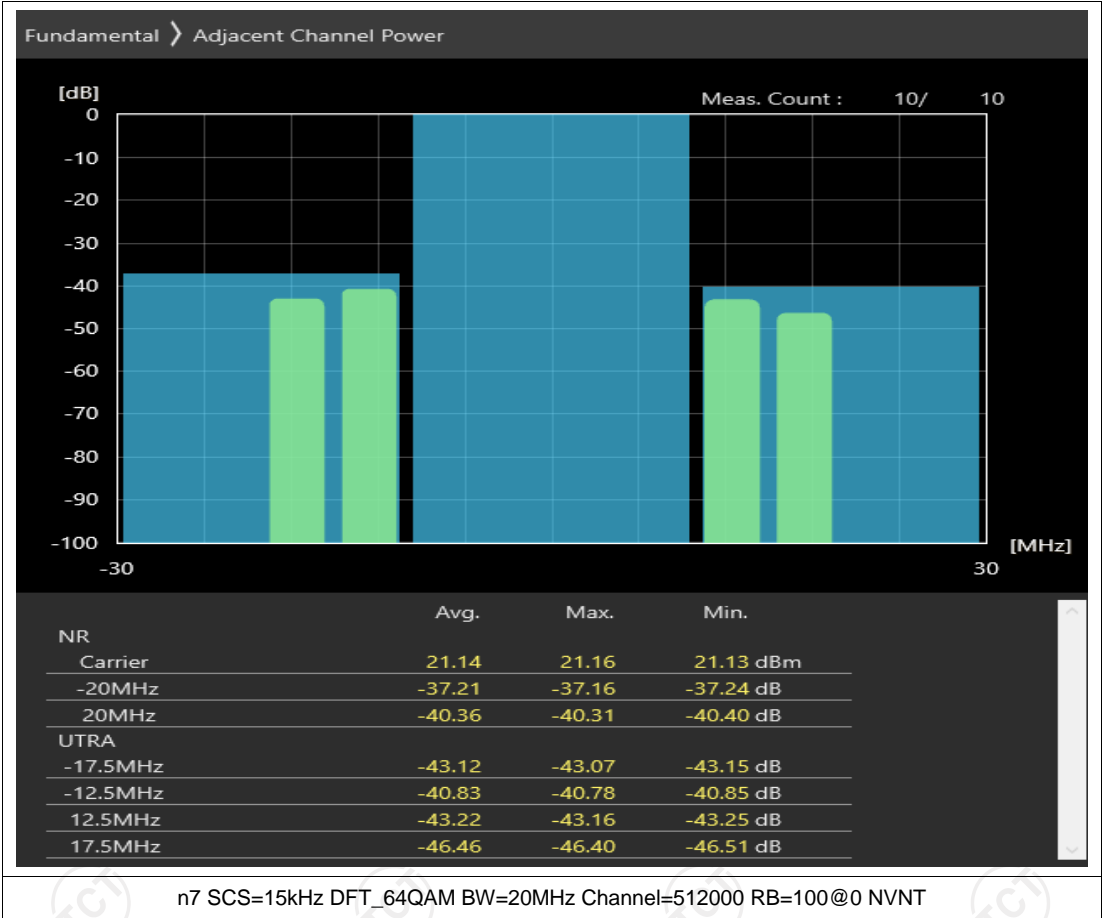 Fundamental 〉 Adjacent Channel Power
[dB]
Meas. Count : 10/ 10
0
-10
-20
-30
-40
-50
-60
-70
-80
-90
-100
[MHz]
-30 30
Avg. Max. Min.
NR
Carrier 21.14 21.16 21.13 dBm
-20MHz -37.21 -37.16 -37.24 dB
20MHz -40.36 -40.31 -40.40 dB
UTRA
-17.5MHz -43.12 -43.07 -43.15 dB
-12.5MHz -40.83 -40.78 -40.85 dB
12.5MHz -43.22 -43.16 -43.25 dB
17.5MHz -46.46 -46.40 -46.51 dB
n7 SCS=15kHz DFT_64QAM BW=20MHz Channel=512000 RB=100@0 NVNT
TCT TCT TCT